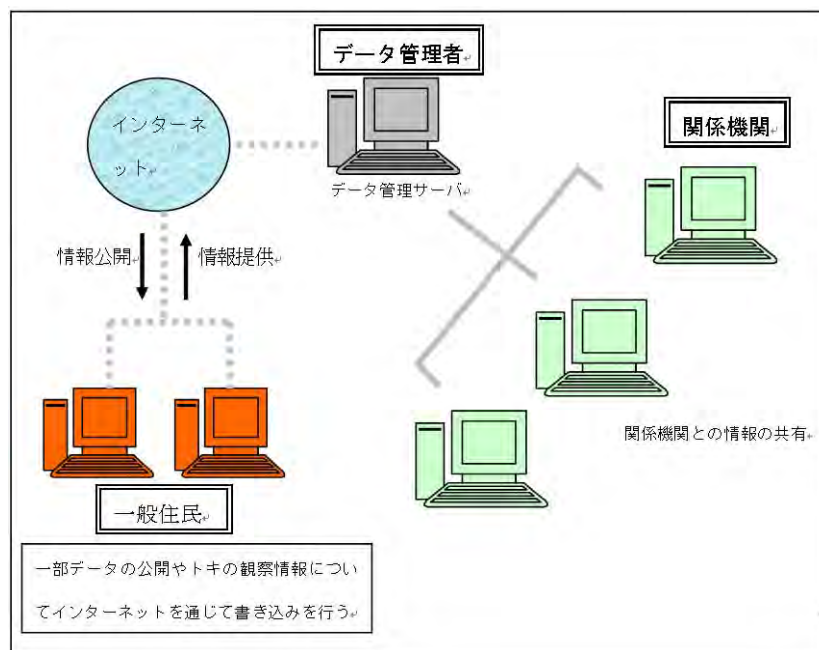 データ管理者
インターネ
ット
データ管理サーバ
関係機関
情報公開
情報提供
関係機関との情報の共有
一般住民
一部データの公開やトキの観察情報につい
てインターネットを通じて書き込みを行う